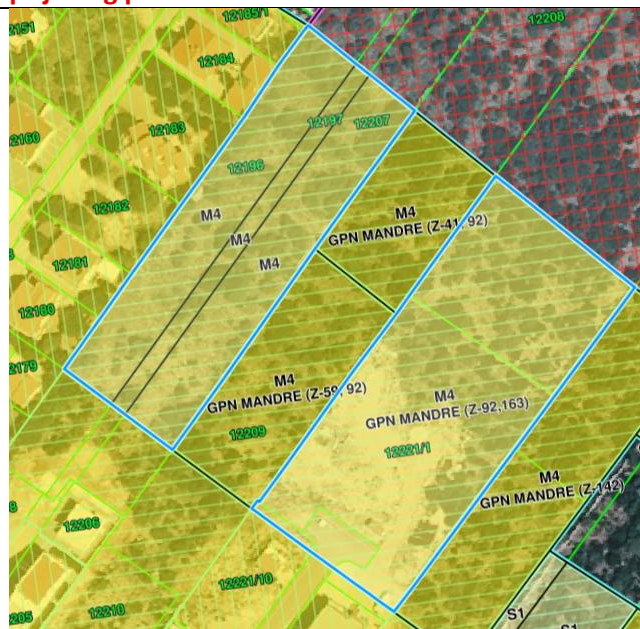 12151
12185/1
12208
12184
12160
12183
12197
12207
12196
12182
M4
M4
M4
M4
GPN MANDRE (Z-41, 92)
12181
12180
12179
M4
GPN MANDRE (Z-59, 92)
M4
GPN MANDRE (Z-92,163)
12209
12221/1
M4
GPN MANDRE (Z-142)
8
12206
12221/10
12205
12210
S1
S1